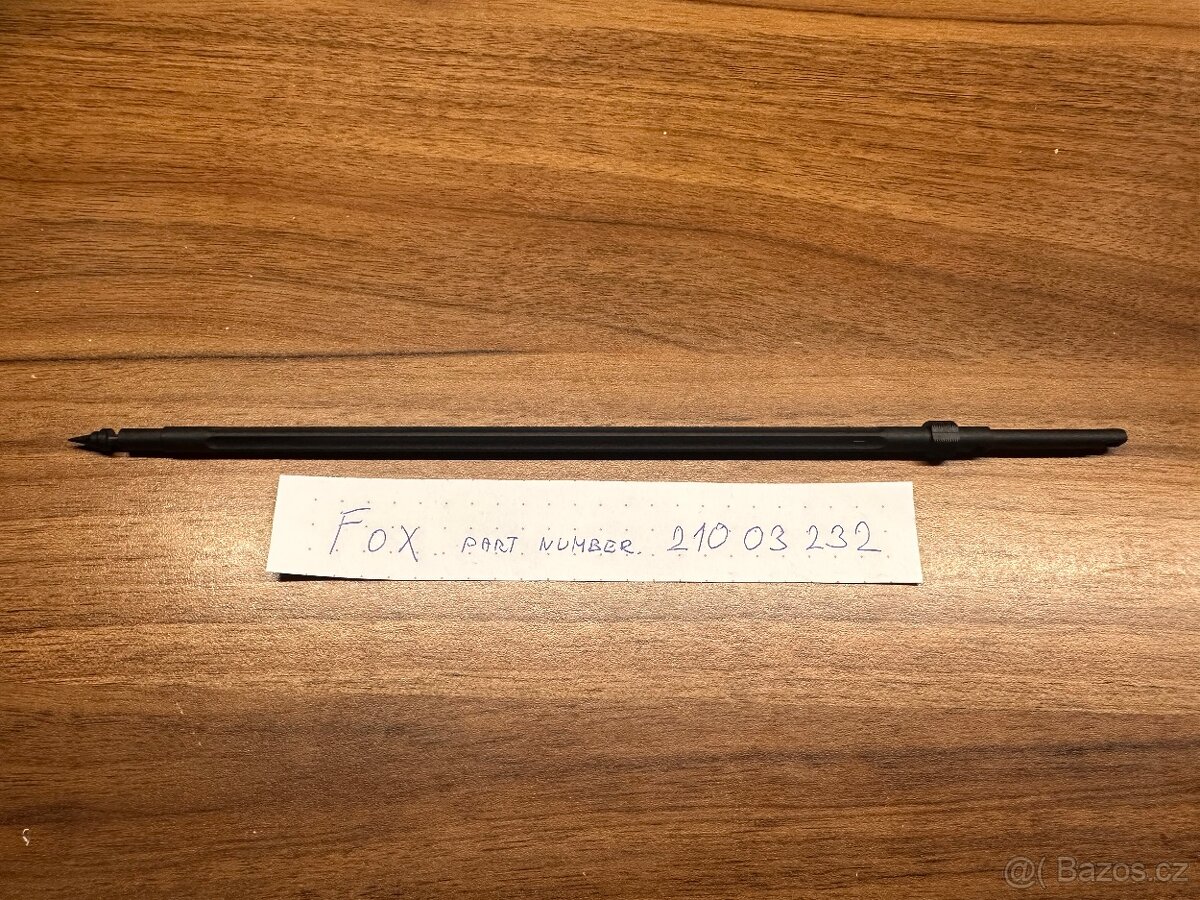 Fox PART NUMBER. 210 03 232
@( Bazos.cz